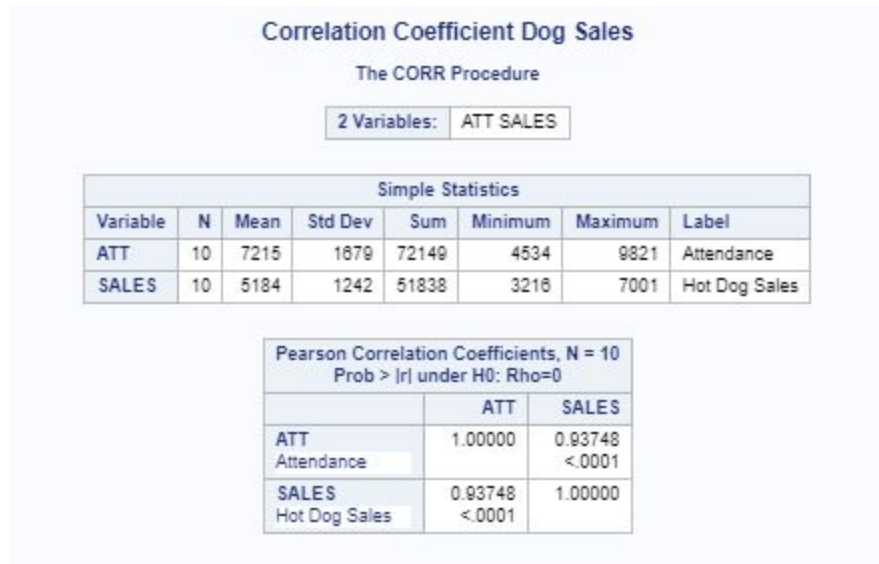 Correlation Coefficient Dog Sales
The CORR Procedure
2 Variables: ATT SALES
Simple Statistics
Variable N Mean Std Dev Sum Minimum Maximum Label
ATT 10 7215 1679 72149 4534 9821 Attendance
SALES 10 5184 1242 51838 3216 7001 Hot Dog Sales
Pearson Correlation Coefficients, N = 10
Prob > |r| under H0: Rho=0
ATT SALES
ATT 1.00000 0.93748
Attendance <.0001
SALES 0.93748 1.00000
Hot Dog Sales <.0001